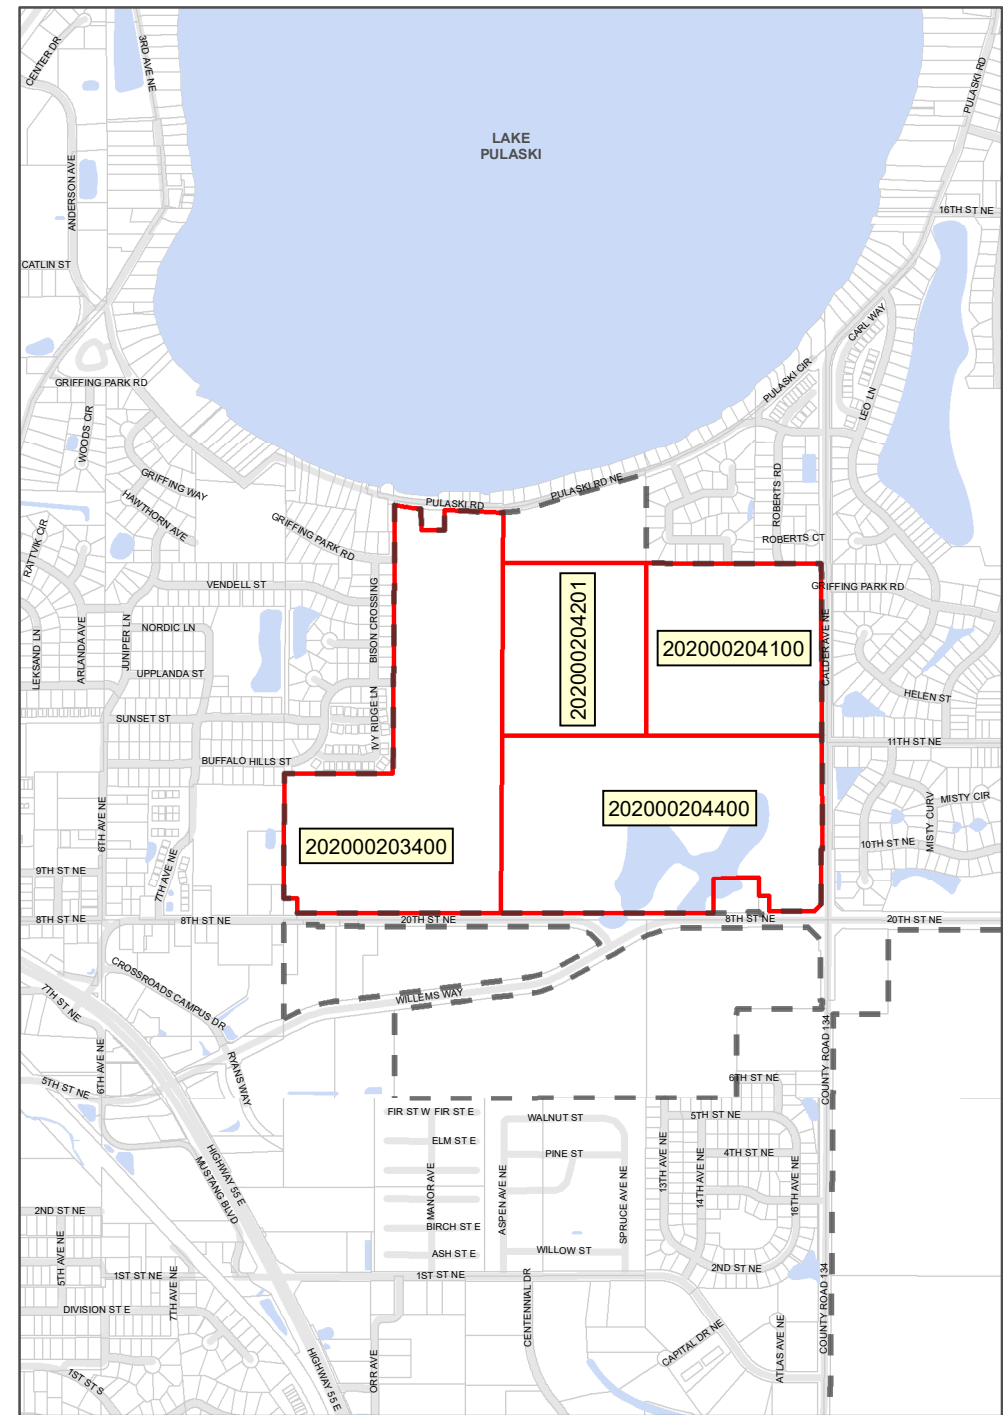 CENTER DR
3RD AVE NE
PULASKI RD
LAKE
PULASKI
ANDERSON AVE
16TH ST NE
CATLIN ST
CARL WAY
PULASKI CIR
GRIFFING PARK RD
LEO LN
WOODS CIR
GRIFFING WAY
PULASKI RD NE
ROBERTS RD
HAWTHORN AVE
PULASKI RD
GRIFFING PARK RD
RATTVIK CIR
ROBERTS CT
VENDELL ST
GRIFFING PARK RD
BISON CROSSING
202000204201
LEKSAND LN
ARLANDA AVE
JUNIPER LN
NORDIC LN
202000204100
CALDER AVE NE
UPPLANDA ST
HELEN ST
SUNSET ST
IVY RIDGE LN
11TH ST NE
BUFFALO HILLS ST
6TH AVE NE
202000204400
MISTY CIR
MISTY CURV
202000203400
10TH ST NE
9TH ST NE
7TH AVE NE
8TH ST NE
8TH ST NE
20TH ST NE
8TH ST NE
20TH ST NE
CROSSROADS CAMPUS DR
7TH ST NE
WILLEMS WAY
COUNTY ROAD 134
6TH AVE NE
RYANS WAY
5TH ST NE
6TH ST NE
FIR ST W
FIR ST E
WALNUT ST
5TH ST NE
ELM ST E
PINE ST
4TH ST NE
HIGHWAY 55 E
MUSTANG BLVD
MANOR AVE
ASPEN AVE NE
SPRUCE AVE NE
13TH AVE NE
14TH AVE NE
16TH AVE NE
2ND ST NE
BIRCH ST E
ASH ST E
WILLOW ST
5TH AVE NE
1ST ST NE
7TH AVE NE
1ST ST NE
2ND ST NE
COUNTY ROAD 134
DIVISION ST E
CENTENNIAL DR
CAPITAL DR NE
ATLAS AVE NE
HIGHWAY 55 E
ORR AVE
1ST ST S